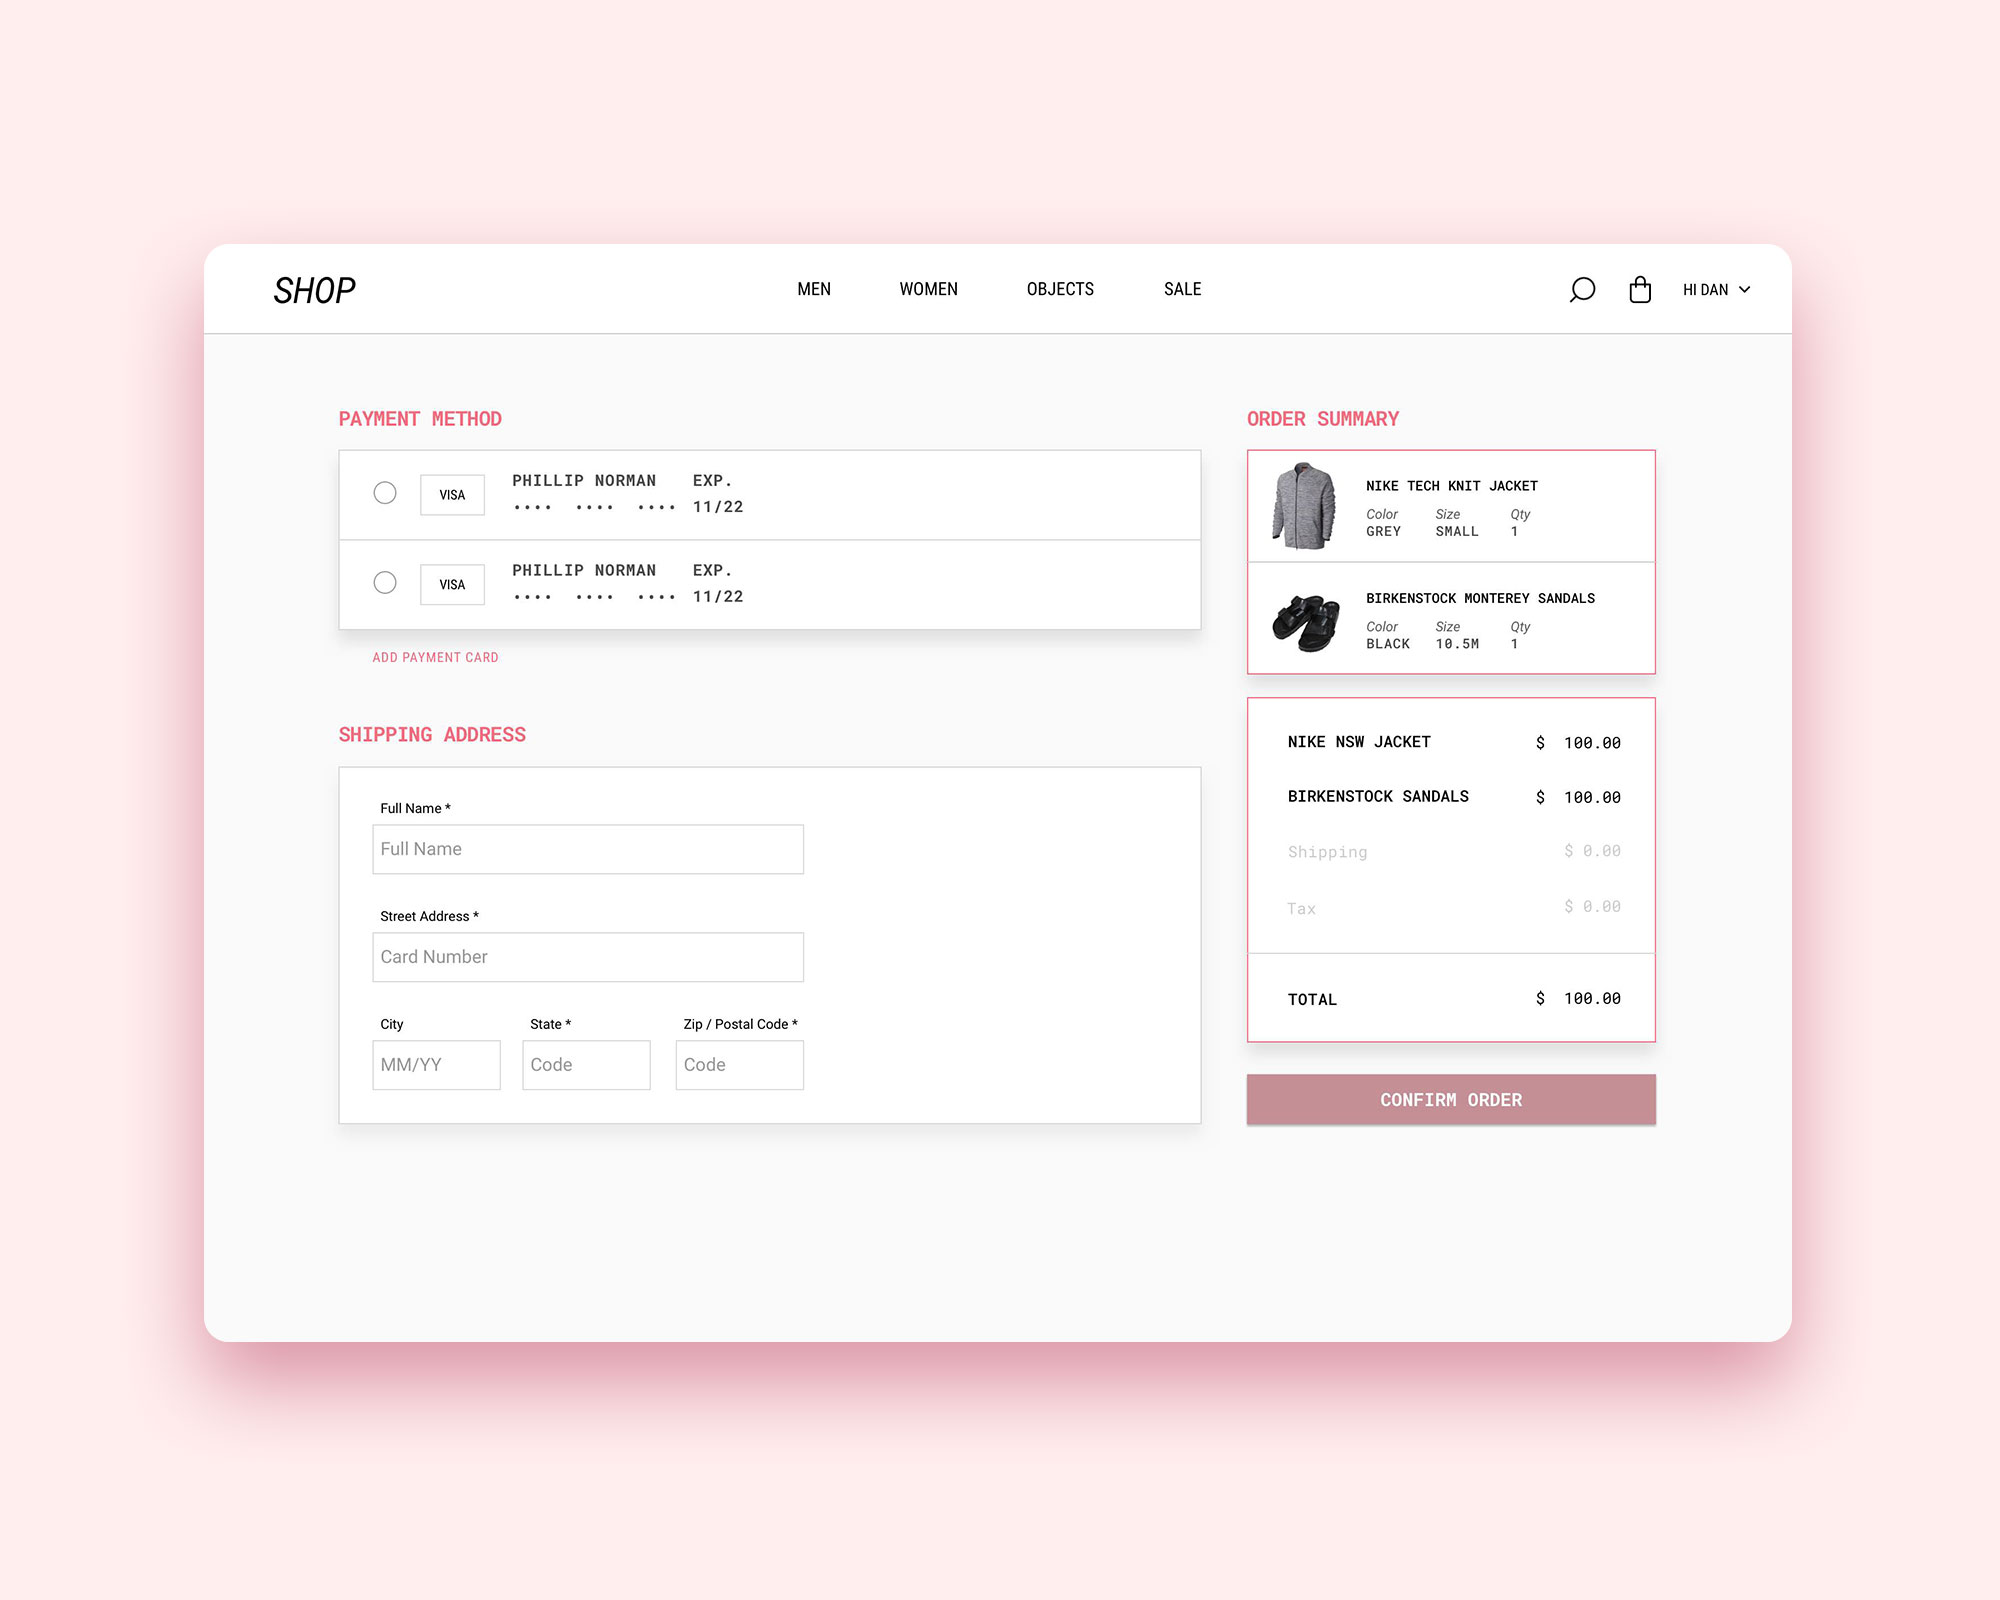 SHOP
MEN WOMEN OBJECTS SALE
HI DAN
PAYMENT METHOD
VISA
PHILLIP NORMAN EXP.
•••• •••• •••• 11/22
VISA
PHILLIP NORMAN EXP.
•••• •••• •••• 11/22
ADD PAYMENT CARD
SHIPPING ADDRESS
Full Name *
Full Name
Street Address *
Card Number
City State * Zip / Postal Code *
MM/YY Code Code
ORDER SUMMARY
NIKE TECH KNIT JACKET
Color Size Qty
GREY SMALL 1
BIRKENSTOCK MONTEREY SANDALS
Color Size Qty
BLACK 10.5M 1
NIKE NSW JACKET $ 100.00
BIRKENSTOCK SANDALS $ 100.00
Shipping $ 0.00
Tax $ 0.00
TOTAL $ 100.00
CONFIRM ORDER